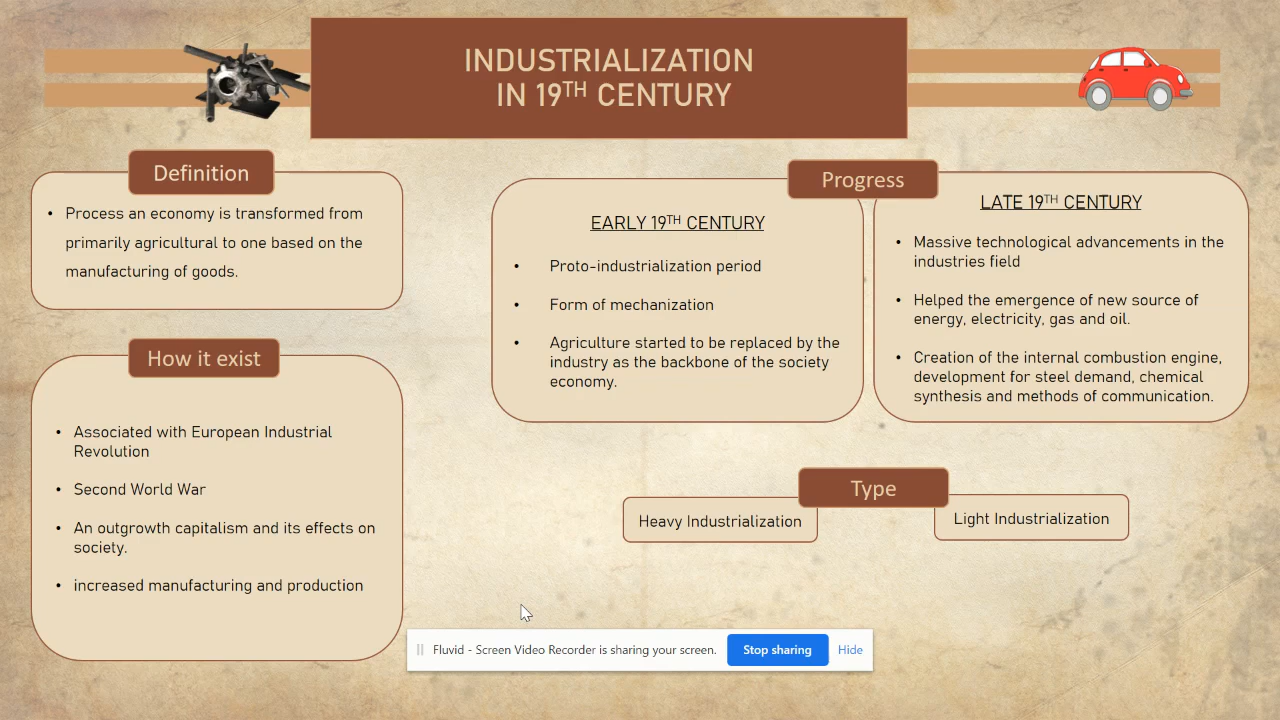 INDUSTRIALIZATION
IN 19TH CENTURY
Definition
• Process an economy is transformed from
primarily agricultural to one based on the
manufacturing of goods.
How it exist
• Associated with European Industrial
Revolution
• Second World War
• An outgrowth capitalism and its effects on
society.
• increased manufacturing and production
Progress
EARLY 19TH CENTURY
• Proto-industrialization period
• Form of mechanization
• Agriculture started to be replaced by the
industry as the backbone of the society
economy.
LATE 19TH CENTURY
• Massive technological advancements in the
industries field
• Helped the emergence of new source of
energy, electricity, gas and oil.
• Creation of the internal combustion engine,
development for steel demand, chemical
synthesis and methods of communication.
Type
Heavy Industrialization
Light Industrialization
Fluvid - Screen Video Recorder is sharing your screen. Stop sharing Hide